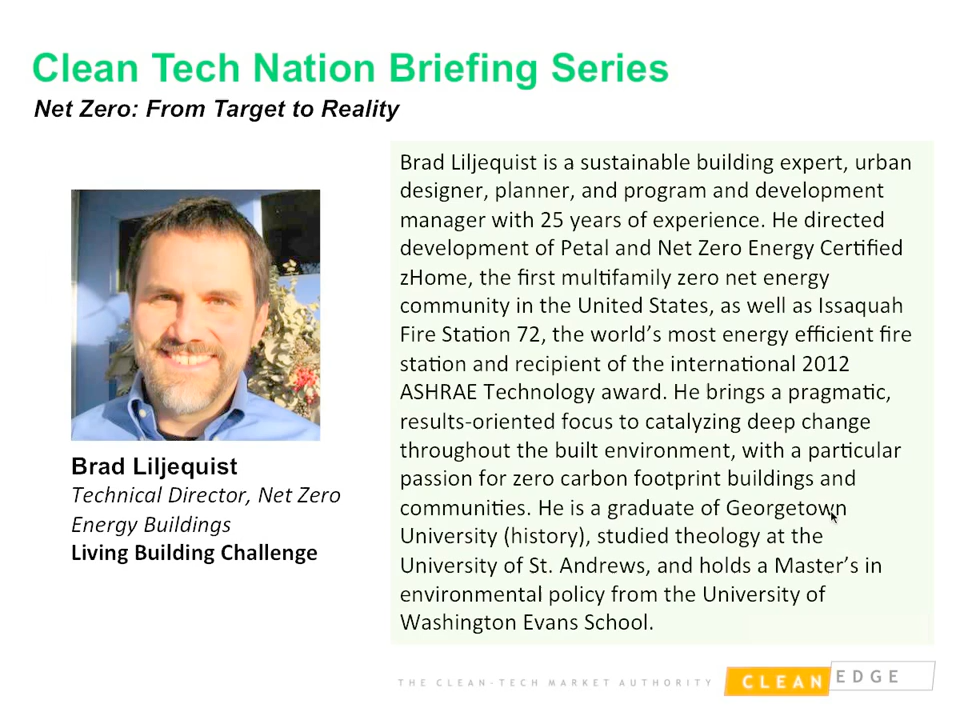 Clean Tech Nation Briefing Series
Net Zero: From Target to Reality
Brad Liljequist is a sustainable building expert, urban
designer, planner, and program and development
manager with 25 years of experience. He directed
development of Petal and Net Zero Energy Certified
zHome, the first multifamily zero net energy
community in the United States, as well as Issaquah
Fire Station 72, the world's most energy efficient fire
station and recipient of the international 2012
ASHRAE Technology award. He brings a pragmatic,
results-oriented focus to catalyzing deep change
throughout the built environment, with a particular
passion for zero carbon footprint buildings and
communities. He is a graduate of Georgetown
University (history), studied theology at the
University of St. Andrews, and holds a Master's in
environmental policy from the University of
Washington Evans School.
Brad Liljequist
Technical Director, Net Zero
Energy Buildings
Living Building Challenge
THE CLEAN-TECH MARKET AUTHORITY
CLEAN EDGE